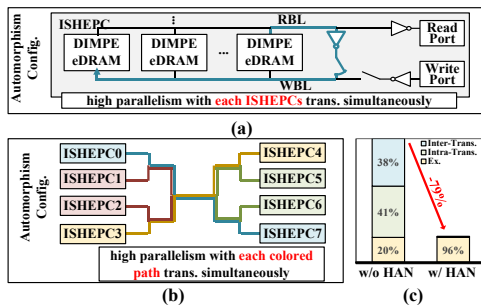 Automorphism
Config.
ISHEPC
⋮
RBL
DIMPE
eDRAM
DIMPE
eDRAM
...
DIMPE
eDRAM
Read
Port
Write
Port
WBL
high parallelism with each ISHEPCs trans. simultaneously
(a)
Automorphism
Config.
ISHEPC0
ISHEPC1
ISHEPC2
ISHEPC3
ISHEPC4
ISHEPC5
ISHEPC6
ISHEPC7
high parallelism with each colored
path trans. simultaneously
(b)
Inter-Trans.
Intra-Trans.
Ex.
38%
41%
20%
-79%
96%
w/o HAN
w/ HAN
(c)